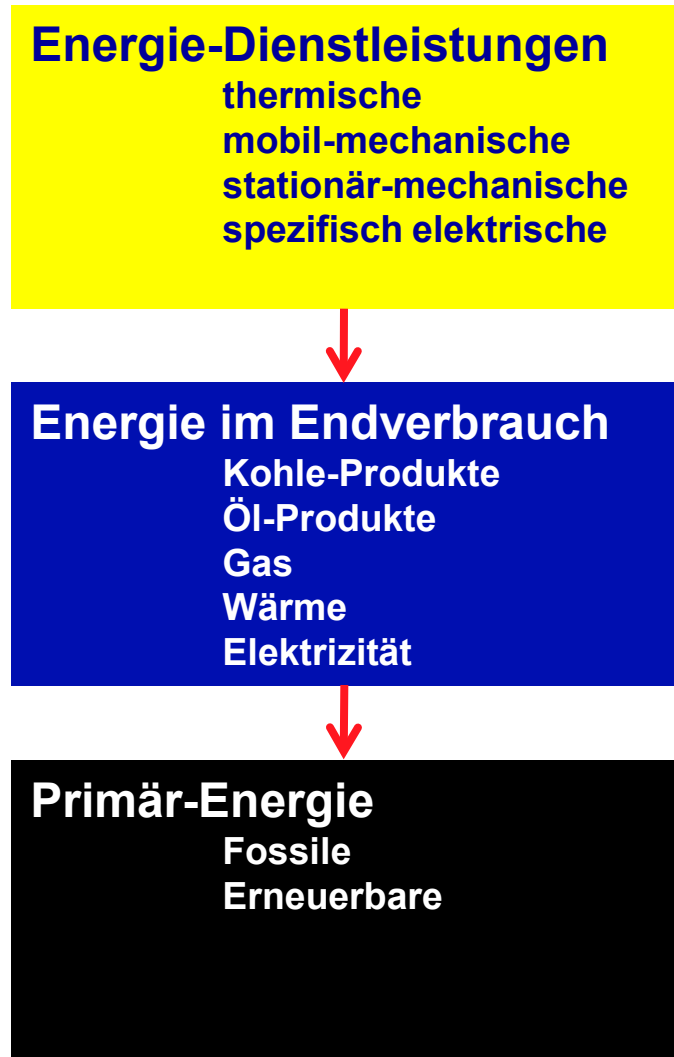 Energie-Dienstleistungen
thermische
mobil-mechanische
stationär-mechanische
spezifisch elektrische
Energie im Endverbrauch
Kohle-Produkte
Öl-Produkte
Gas
Wärme
Elektrizität
Primär-Energie
Fossile
Erneuerbare